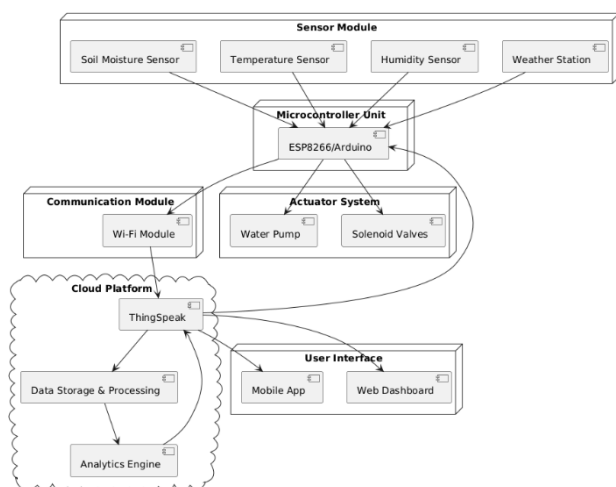 Sensor Module
Soil Moisture Sensor
Temperature Sensor
Humidity Sensor
Weather Station
Microcontroller Unit
ESP8266/Arduino
Communication Module
Wi-Fi Module
Actuator System
Water Pump
Solenoid Valves
Cloud Platform
ThingSpeak
User Interface
Data Storage & Processing
Mobile App
Web Dashboard
Analytics Engine